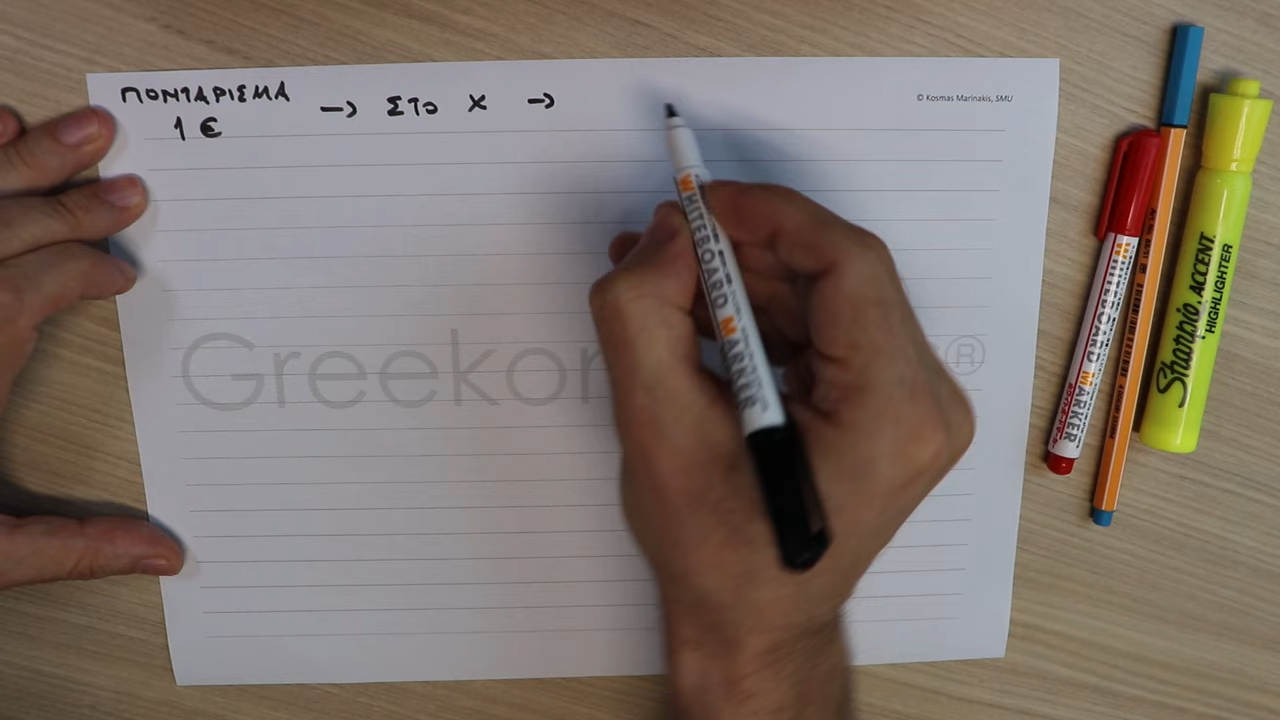 ΠΟΝΤΑΡΙΣΜΑ → ΣΤΟ Χ →
1 €
© Kosmas Marinakis, SMU
Greekon
®
WHITEBOARD MARKER
WHITEBOARD MARKER
Sharpie ACCENT
HIGHLIGHTER